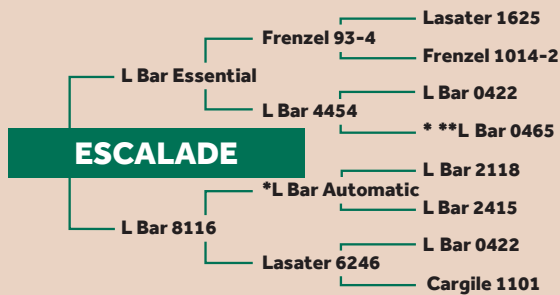 Lasater 1625
Frenzel 93-4
Frenzel 1014-2
L Bar Essential
L Bar 0422
L Bar 4454
* **L Bar 0465
ESCALADE
L Bar 2118
*L Bar Automatic
L Bar 2415
L Bar 8116
L Bar 0422
Lasater 6246
Cargile 1101